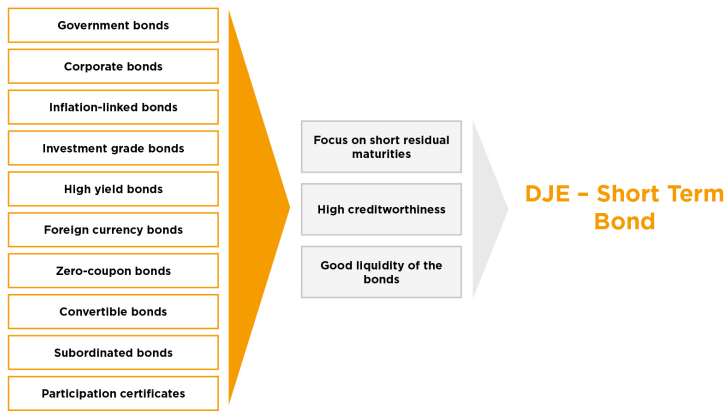 Government bonds
Corporate bonds
Inflation-linked bonds
Investment grade bonds
High yield bonds
Foreign currency bonds
Zero-coupon bonds
Convertible bonds
Subordinated bonds
Participation certificates
Focus on short residual
maturities
High creditworthiness
Good liquidity of the
bonds
DJE – Short Term
Bond